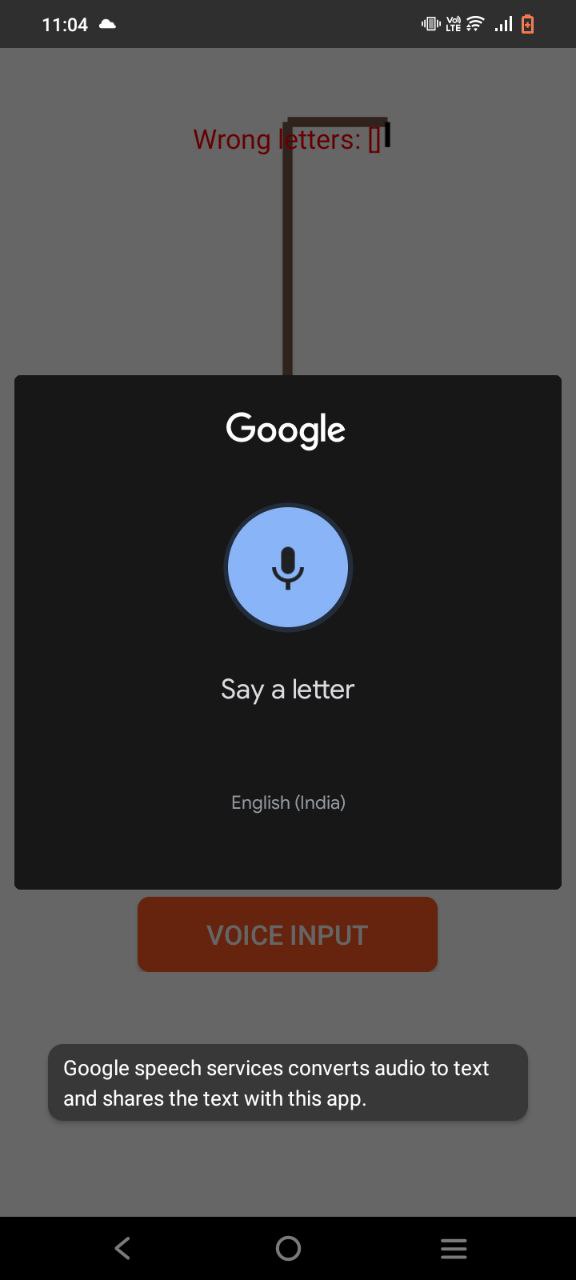 11:04
Vo) LTE
Wrong letters: []
Google
Say a letter
English (India)
VOICE INPUT
Google speech services converts audio to text
and shares the text with this app.